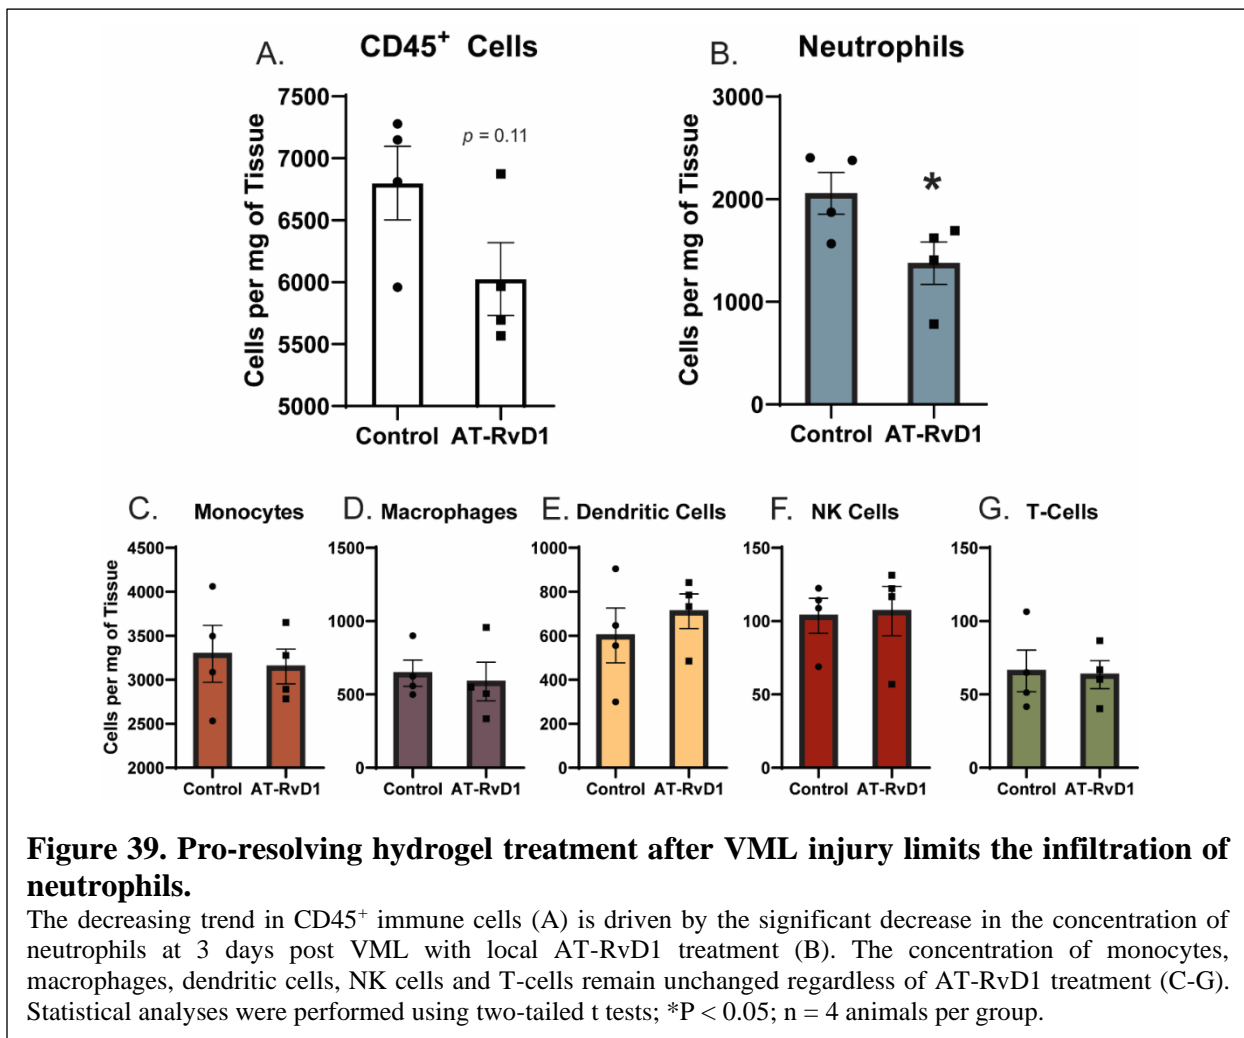 A. CD45⁺ Cells
Cells per mg of Tissue
7500
7000
6500
6000
5500
5000
p = 0.11
Control AT-RvD1
B. Neutrophils
Cells per mg of Tissue
3000
2000
1000
0
*
Control AT-RvD1
C. Monocytes
Cells per mg of Tissue
4500
4000
3500
3000
2500
2000
Control AT-RvD1
D. Macrophages
1500
1000
500
0
Control AT-RvD1
E. Dendritic Cells
1000
800
600
400
200
0
Control AT-RvD1
F. NK Cells
150
100
50
0
Control AT-RvD1
G. T-Cells
150
100
50
0
Control AT-RvD1
Figure 39. Pro-resolving hydrogel treatment after VML injury limits the infiltration of
neutrophils.
The decreasing trend in CD45⁺ immune cells (A) is driven by the significant decrease in the concentration of
neutrophils at 3 days post VML with local AT-RvD1 treatment (B). The concentration of monocytes,
macrophages, dendritic cells, NK cells and T-cells remain unchanged regardless of AT-RvD1 treatment (C-G).
Statistical analyses were performed using two-tailed t tests; *P < 0.05; n = 4 animals per group.